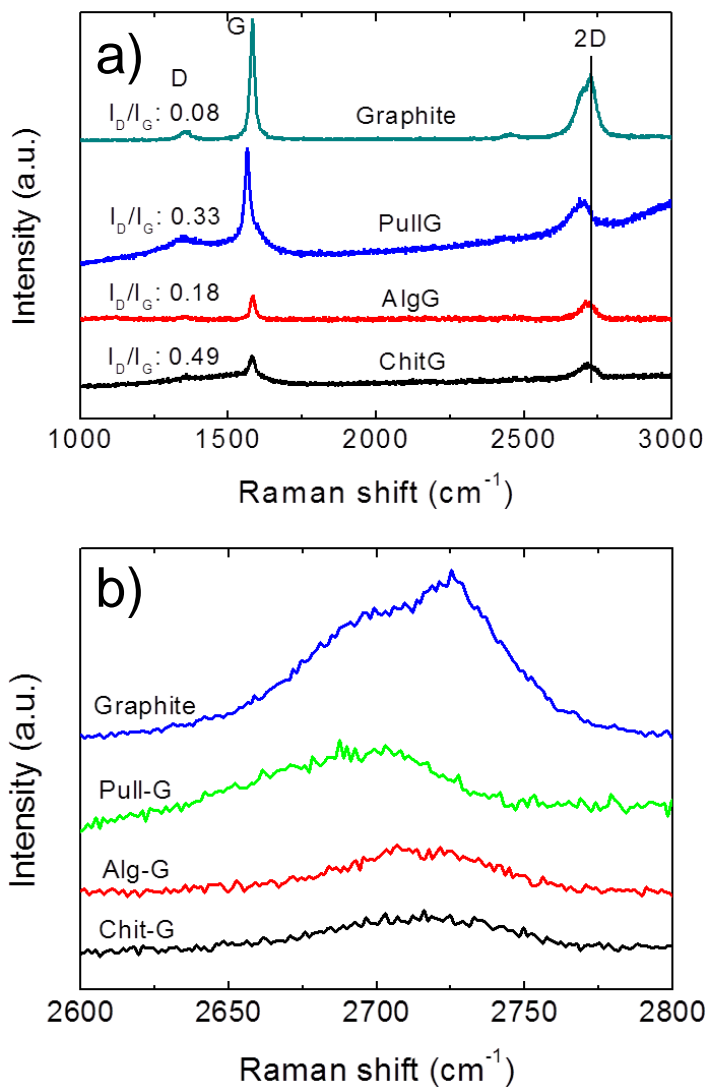 a)
D
G
2D
I_D/I_G: 0.08
Graphite
I_D/I_G: 0.33
PullG
I_D/I_G: 0.18
AlgG
I_D/I_G: 0.49
ChitG
Intensity (a.u.)
1000 1500 2000 2500 3000
Raman shift (cm⁻¹)
b)
Graphite
Pull-G
Alg-G
Chit-G
Intensity (a.u.)
2600 2650 2700 2750 2800
Raman shift (cm⁻¹)